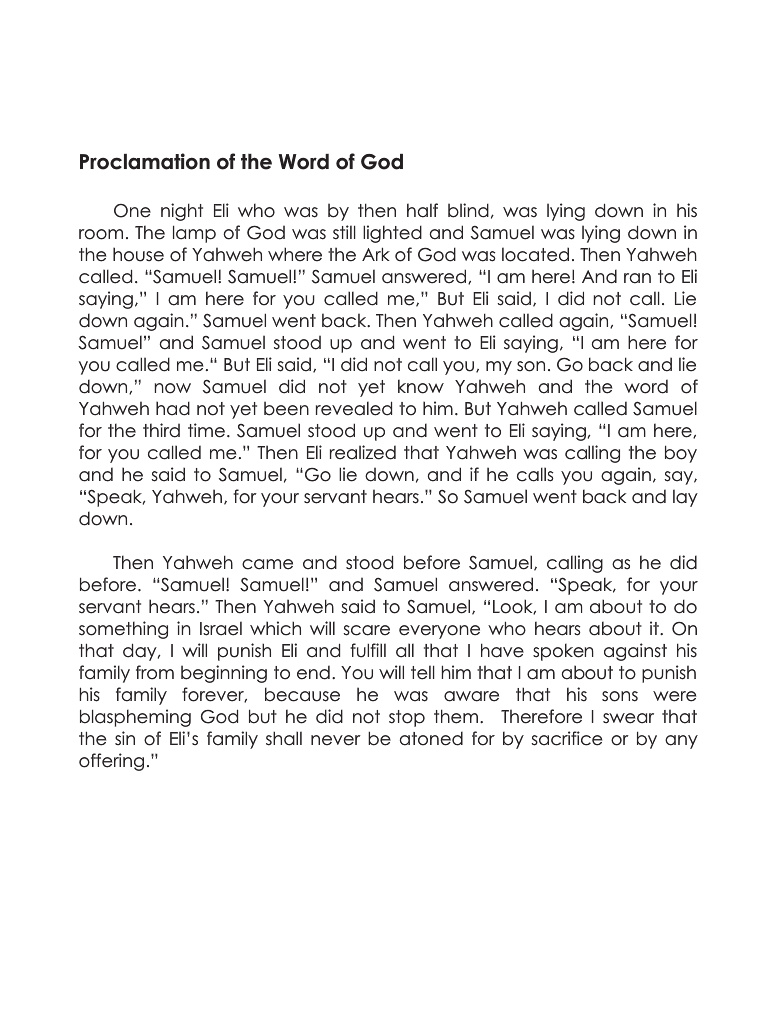 Proclamation of the Word of God
One night Eli who was by then half blind, was lying down in his
room. The lamp of God was still lighted and Samuel was lying down in
the house of Yahweh where the Ark of God was located. Then Yahweh
called. “Samuel! Samuel!” Samuel answered, “I am here! And ran to Eli
saying,” I am here for you called me,” But Eli said, I did not call. Lie
down again.” Samuel went back. Then Yahweh called again, “Samuel!
Samuel” and Samuel stood up and went to Eli saying, “I am here for
you called me.“ But Eli said, “I did not call you, my son. Go back and lie
down,” now Samuel did not yet know Yahweh and the word of
Yahweh had not yet been revealed to him. But Yahweh called Samuel
for the third time. Samuel stood up and went to Eli saying, “I am here,
for you called me.” Then Eli realized that Yahweh was calling the boy
and he said to Samuel, “Go lie down, and if he calls you again, say,
“Speak, Yahweh, for your servant hears.” So Samuel went back and lay
down.
Then Yahweh came and stood before Samuel, calling as he did
before. “Samuel! Samuel!” and Samuel answered. “Speak, for your
servant hears.” Then Yahweh said to Samuel, “Look, I am about to do
something in Israel which will scare everyone who hears about it. On
that day, I will punish Eli and fulfill all that I have spoken against his
family from beginning to end. You will tell him that I am about to punish
his family forever, because he was aware that his sons were
blaspheming God but he did not stop them. Therefore I swear that
the sin of Eli’s family shall never be atoned for by sacrifice or by any
offering.”